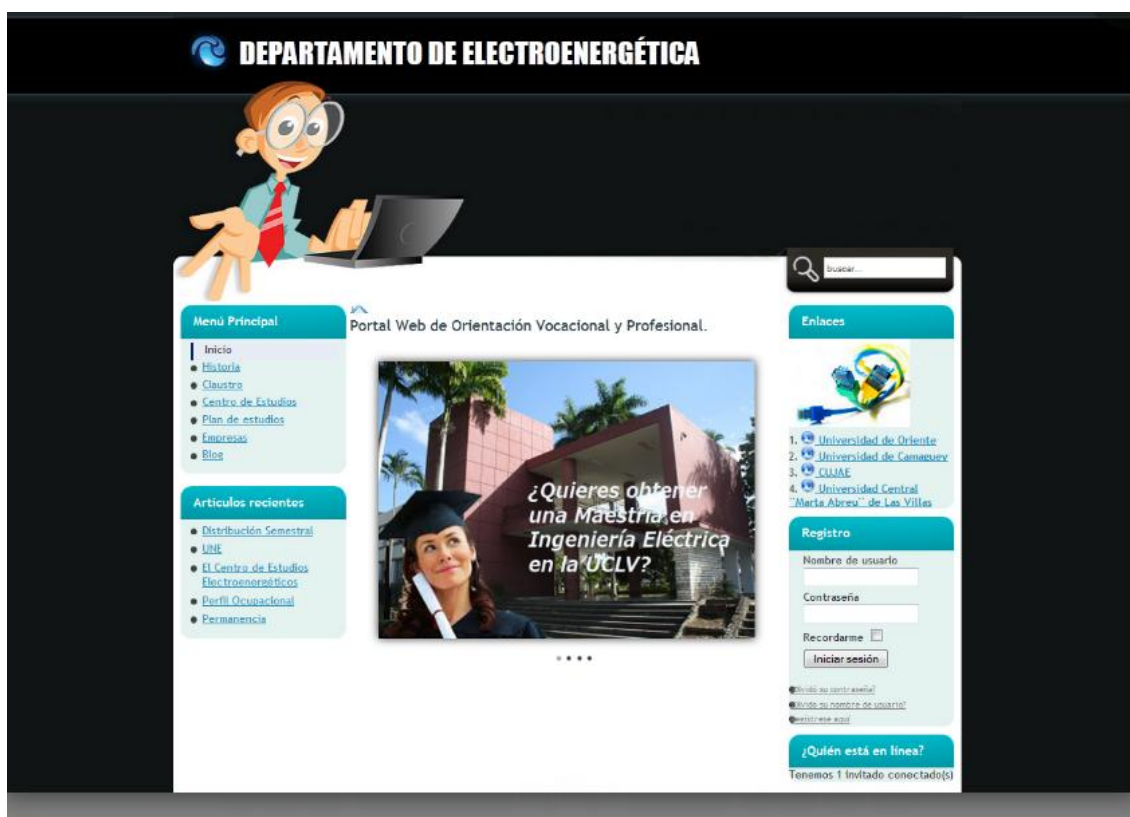 DEPARTAMENTO DE ELECTROENERGÉTICA
buscar...
Menú Principal
Inicio
Historia
Claustro
Centro de Estudios
Plan de estudios
Empresas
Blog
Artículos recientes
Distribución Semestral
UNE
El Centro de Estudios
Electroenergéticos
Perfil Ocupacional
Permanencia
Portal Web de Orientación Vocacional y Profesional.
¿Quieres obtener
una Maestría en
Ingeniería Eléctrica
en la UCLV?
Enlaces
1. Universidad de Oriente
2. Universidad de Camaguey
3. CUJAE
4. Universidad Central
¨Marta Abreu¨ de Las Villas
Registro
Nombre de usuario
Contraseña
Recordarme
Iniciar sesión
Olvidó su contraseña?
Olvido su nombre de usuario?
Registrese aquí
¿Quién está en línea?
Tenemos 1 invitado conectado(s)